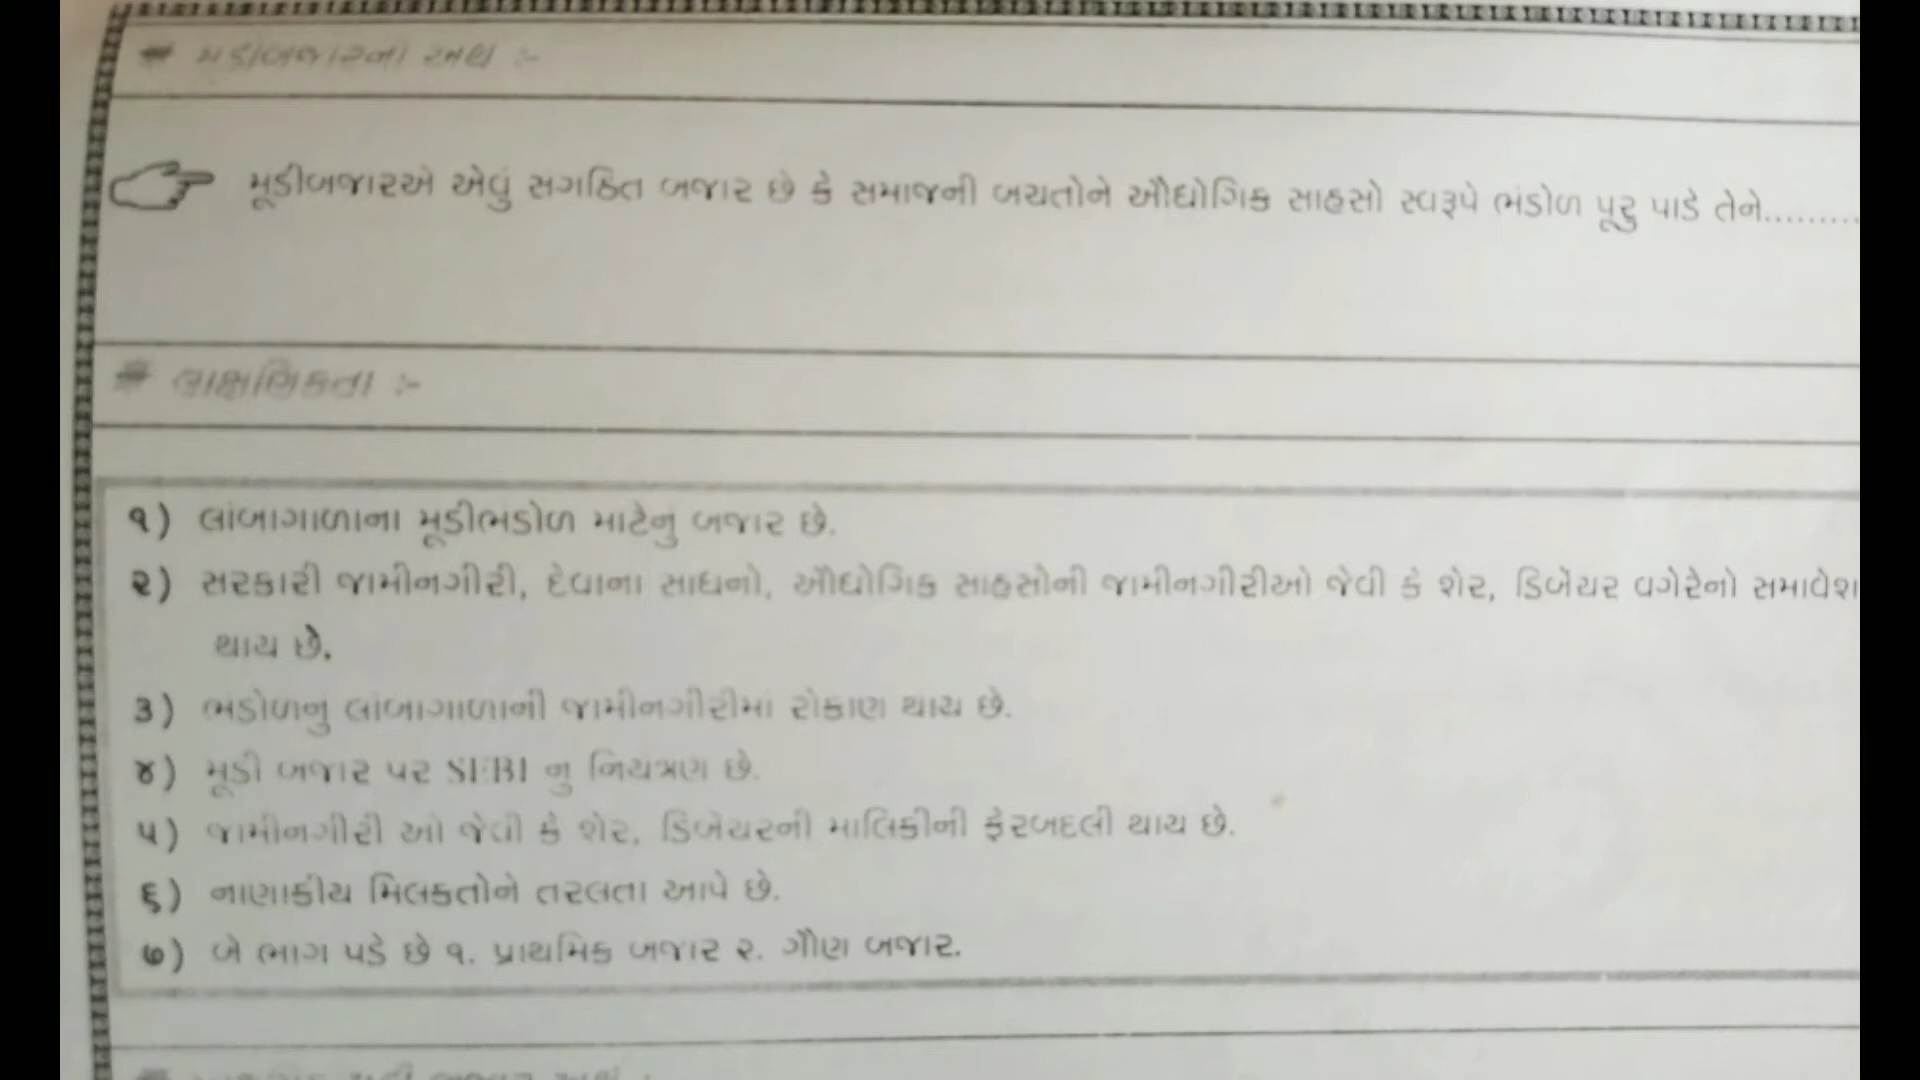 # મુડીબજારનો અર્થ :-
મૂડીબજારએ એવું સગઠિત બજાર છે કે સમાજની બચતોને ઔદ્યોગિક સાહસો સ્વરૂપે ભંડોળ પૂરુ પાડે તેને.........
# લાક્ષણિકતા :-
૧) લાંબાગાળાના મૂડીભડોળ માટેનું બજાર છે.
૨) સરકારી જામીનગીરી, દેવાના સાધનો, ઔદ્યોગિક સાહસોની જામીનગીરીઓ જેવી કે શેર, ડિબેંચર વગેરેનો સમાવેશ
થાય છે.
૩) ભંડોળનું લાંબાગાળાની જામીનગીરીમાં રોકાણ થાય છે.
૪) મૂડી બજાર પર SEBI નુ નિયત્રણ છે.
૫) જામીનગીરી ઓ જેવી કે શેર, ડિબેંચરની માલિકીની ફેરબદલી થાય છે.
૬) નાણાકીય મિલકતોને તરલતા આપે છે.
૭) બે ભાગ પડે છે ૧. પ્રાથમિક બજાર ૨. ગૌણ બજાર.